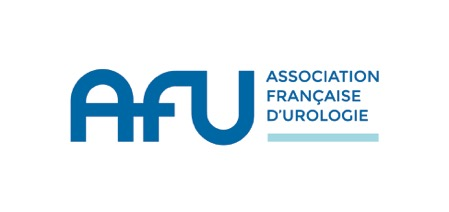 AFU
ASSOCIATION
FRANÇAISE
D'UROLOGIE